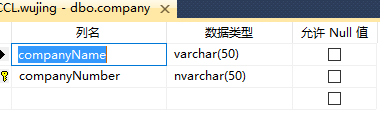 CCL.wujing - dbo.company
列名 数据类型 允许 Null 值
companyName varchar(50)
companyNumber nvarchar(50)